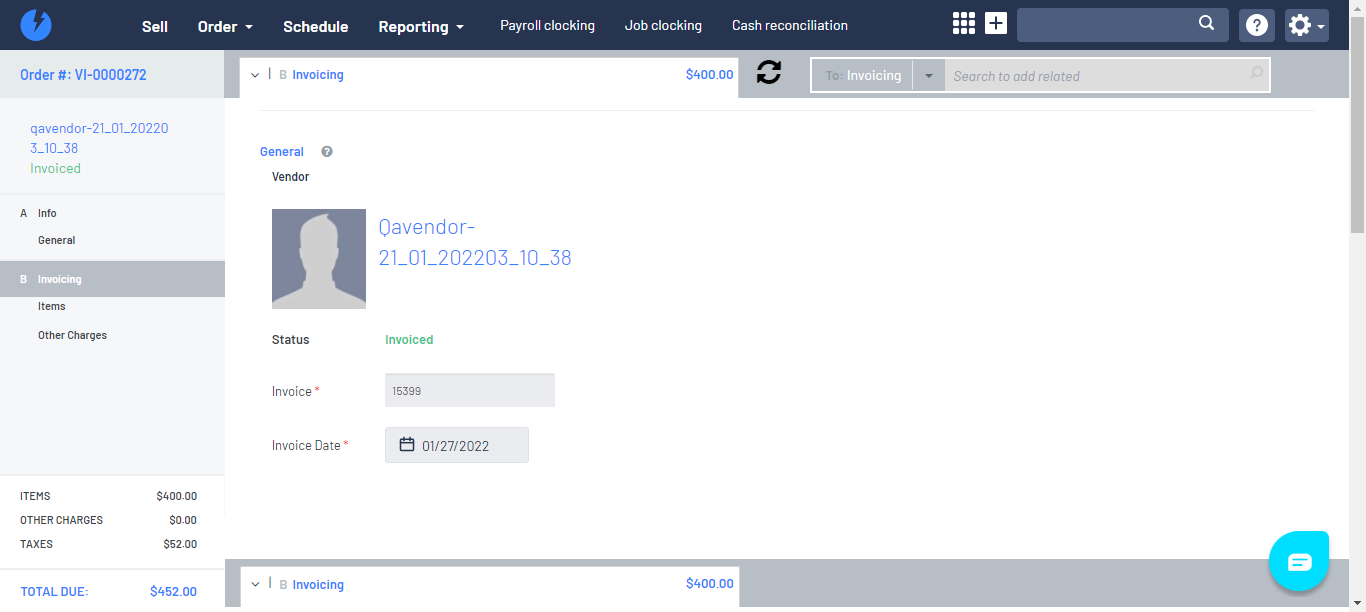 Sell Order Schedule Reporting Payroll clocking Job clocking Cash reconciliation
Order #: VI-0000272
B Invoicing $400.00
To: Invoicing
Search to add related
qavendor-21_01_20220
3_10_38
Invoiced
A Info
General
B Invoicing
Items
Other Charges
ITEMS $400.00
OTHER CHARGES $0.00
TAXES $52.00
TOTAL DUE: $452.00
General
Vendor
Qavendor-
21_01_202203_10_38
Status Invoiced
Invoice * 15399
Invoice Date * 01/27/2022
B Invoicing $400.00